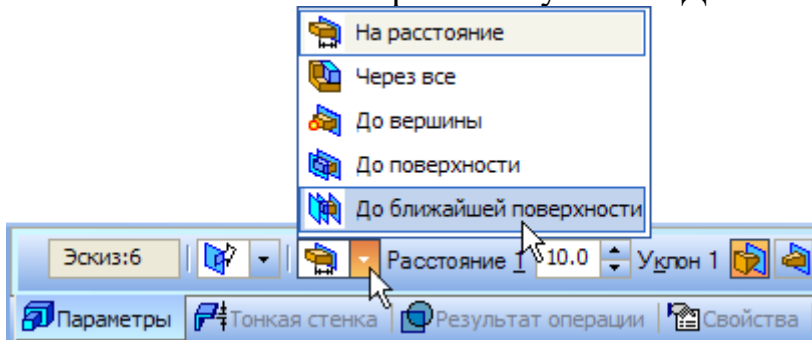 На расстояние
Через все
До вершины
До поверхности
До ближайшей поверхности
Эскиз:6 Расстояние 1 10.0 Уклон 1
Параметры Тонкая стенка Результат операции Свойства